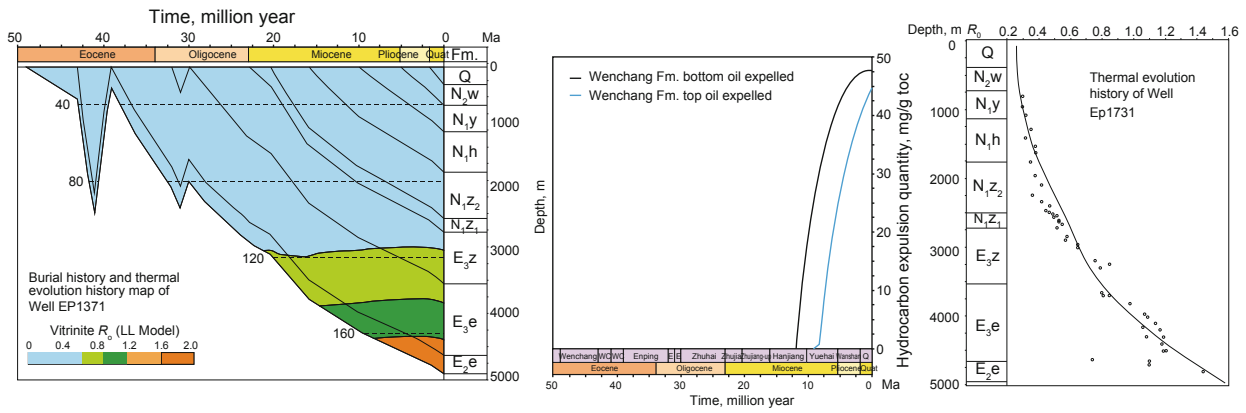 Time, million year
50 40 30 20 10 0 Ma
Eocene Oligocene Miocene Pliocene Quat Fm.
0
Q
N2w
40
N1y
1000
N1h
80
2000
N1z2
N1z1
3000
120
E3z
4000
E3e
160
E2e
5000
Depth, m
Burial history and thermal
evolution history map of
Well EP1371
Vitrinite Ro (LL Model)
0 0.4 0.8 1.2 1.6 2.0
Wenchang Fm. bottom oil expelled
Wenchang Fm. top oil expelled
50
40
30
20
10
0
Hydrocarbon expulsion quantity, mg/g toc
Wenchang WC WC Enping E E Zhuhai Zhujia Zhujiang-up Hanjiang Yuehai Wanshan Q
Eocene Oligocene Miocene Pliocene Quat
50 40 30 20 10 0 Ma
Time, million year
Depth, m R0
0.2 0.4 0.6 0.8 1.0 1.2 1.4 1.6
0
Q
N2w
1000
N1y
N1h
2000
N1z2
N1z1
3000
E3z
4000
E3e
E2e
5000
Thermal evolution
history of Well
Ep1731